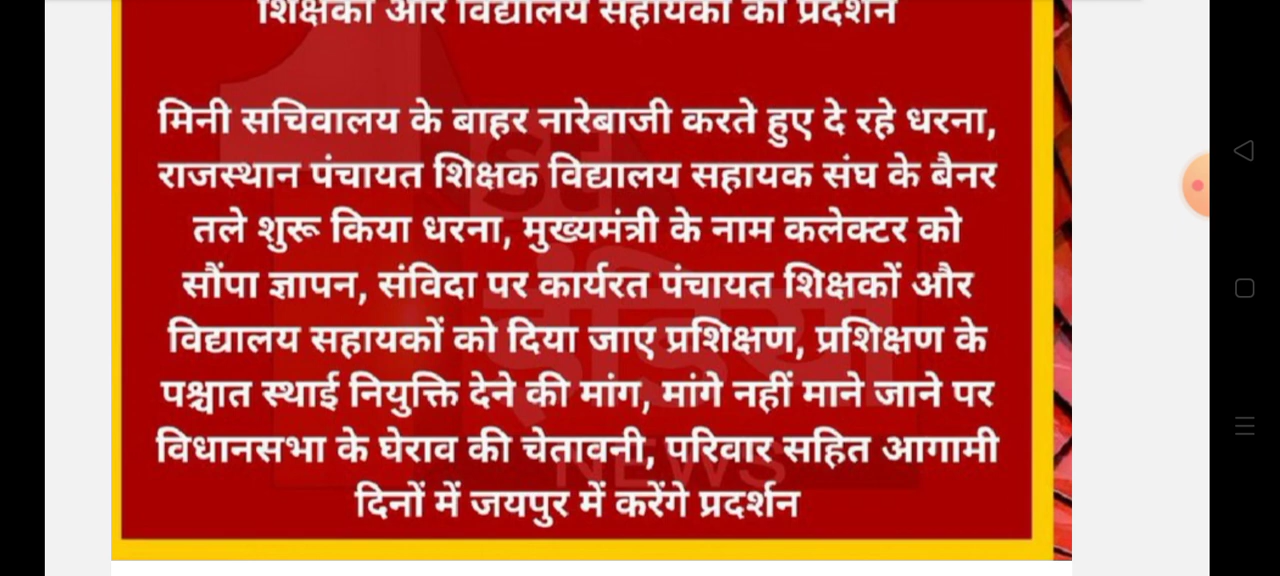 शिक्षकों और विद्यालय सहायकों का प्रदर्शन
मिनी सचिवालय के बाहर नारेबाजी करते हुए दे रहे धरना,
राजस्थान पंचायत शिक्षक विद्यालय सहायक संघ के बैनर
तले शुरू किया धरना, मुख्यमंत्री के नाम कलेक्टर को
सौंपा ज्ञापन, संविदा पर कार्यरत पंचायत शिक्षकों और
विद्यालय सहायकों को दिया जाए प्रशिक्षण, प्रशिक्षण के
पश्चात स्थाई नियुक्ति देने की मांग, मांगे नहीं माने जाने पर
विधानसभा के घेराव की चेतावनी, परिवार सहित आगामी
दिनों में जयपुर में करेंगे प्रदर्शन
st
इंडिया
NEWS